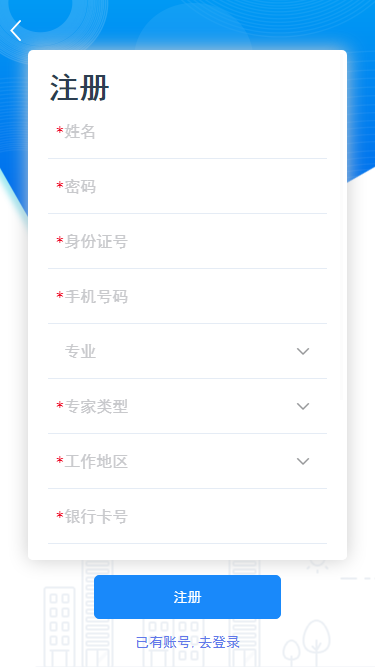 注册
*姓名
*密码
*身份证号
*手机号码
专业
*专家类型
*工作地区
*银行卡号
注册
已有账号, 去登录